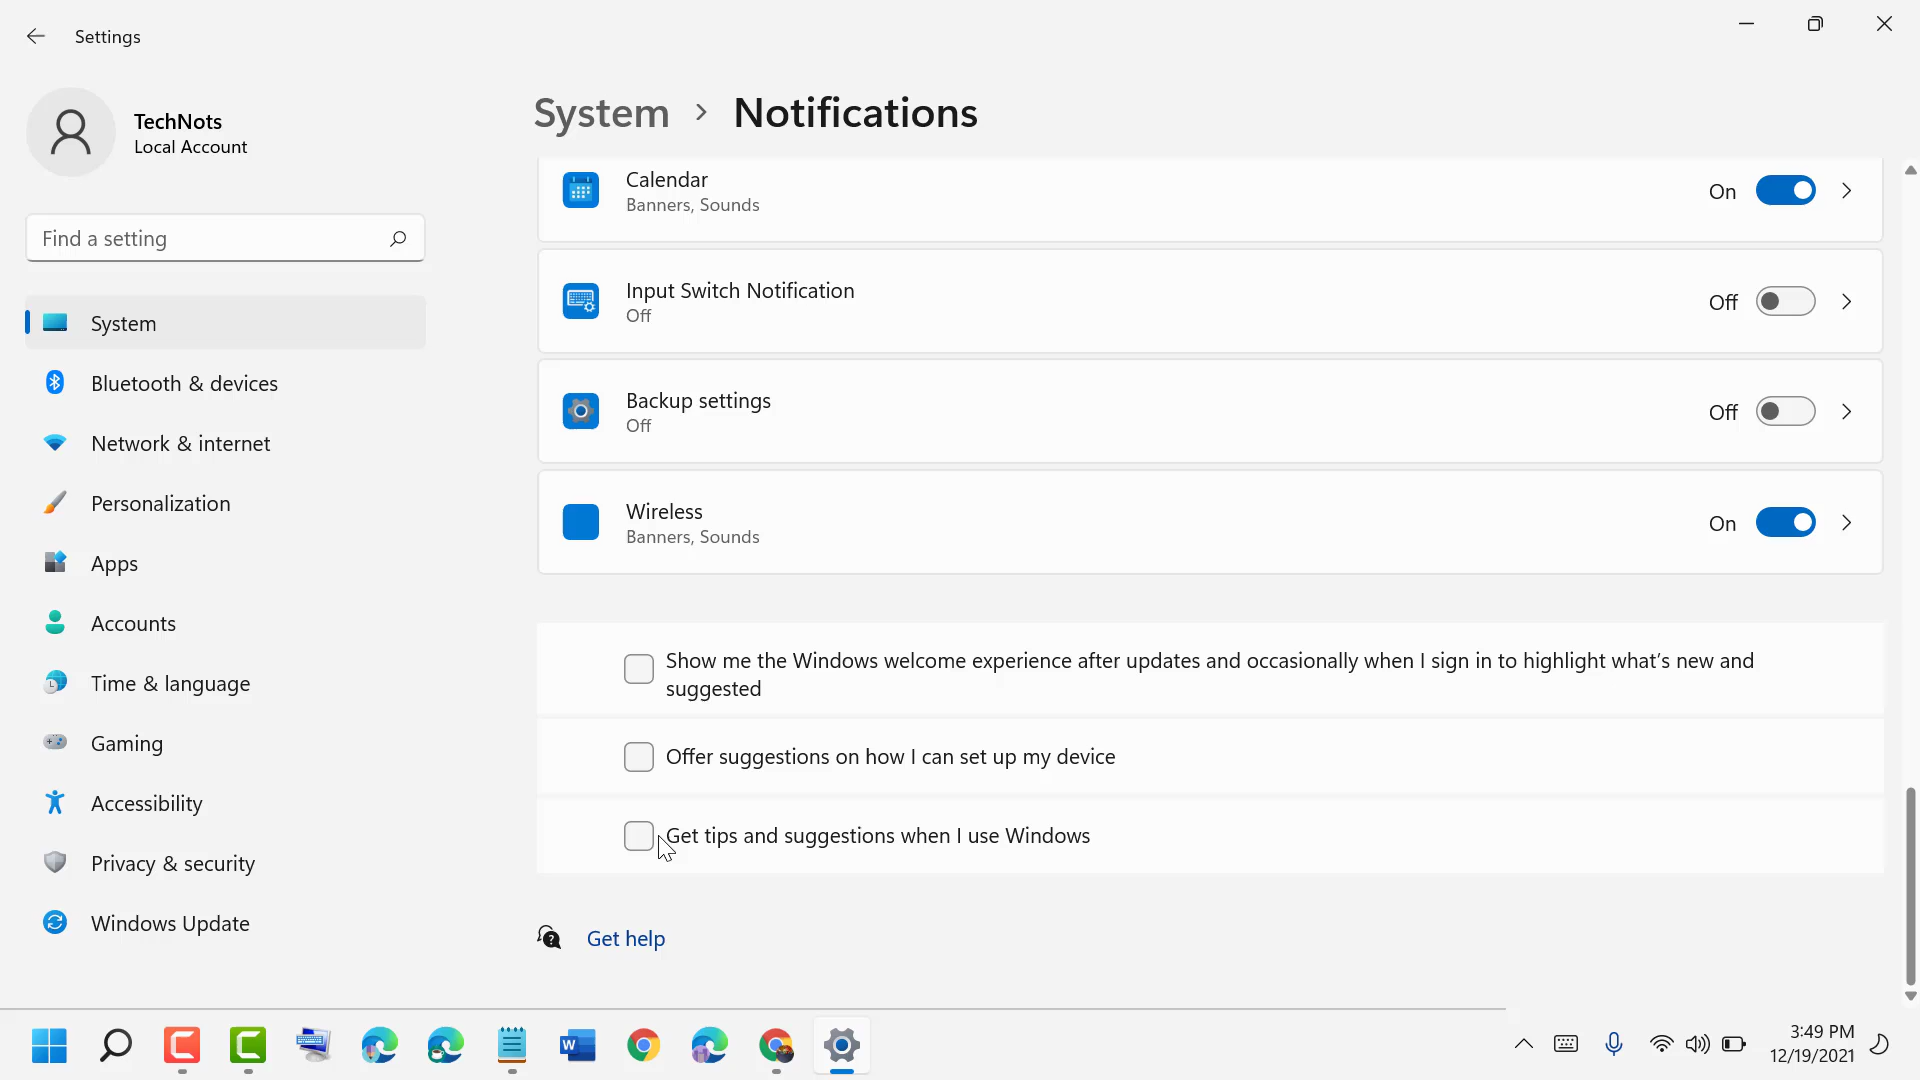 Settings
TechNots
Local Account
Find a setting
System
Bluetooth & devices
Network & internet
Personalization
Apps
Accounts
Time & language
Gaming
Accessibility
Privacy & security
Windows Update
System > Notifications
Calendar
Banners, Sounds
On
Input Switch Notification
Off
Off
Backup settings
Off
Off
Wireless
Banners, Sounds
On
Show me the Windows welcome experience after updates and occasionally when I sign in to highlight what's new and
suggested
Offer suggestions on how I can set up my device
Get tips and suggestions when I use Windows
Get help
3:49 PM
12/19/2021